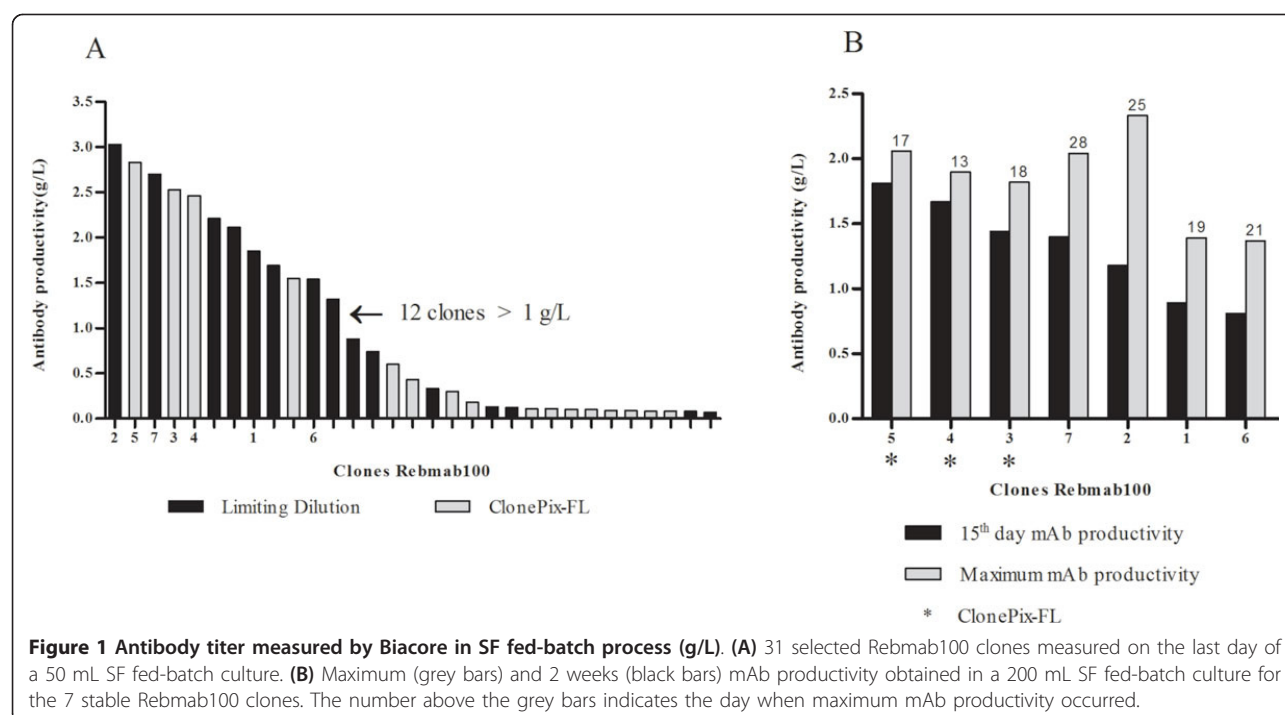 A
Antibody productivity(g/L)
3.5
3.0
2.5
2.0
1.5
1.0
0.5
0.0
← 12 clones > 1 g/L
2 5 7 3 4 1 6
Clones Rebmab100
Limiting Dilution ClonePix-FL
B
Antibody productivity (g/L)
2.5
2.0
1.5
1.0
0.5
0.0
17 13 18 28 25 19 21
5 4 3 7 2 1 6
* * *
Clones Rebmab100
15th day mAb productivity
Maximum mAb productivity
* ClonePix-FL
Figure 1 Antibody titer measured by Biacore in SF fed-batch process (g/L). (A) 31 selected Rebmab100 clones measured on the last day of
a 50 mL SF fed-batch culture. (B) Maximum (grey bars) and 2 weeks (black bars) mAb productivity obtained in a 200 mL SF fed-batch culture for
the 7 stable Rebmab100 clones. The number above the grey bars indicates the day when maximum mAb productivity occurred.